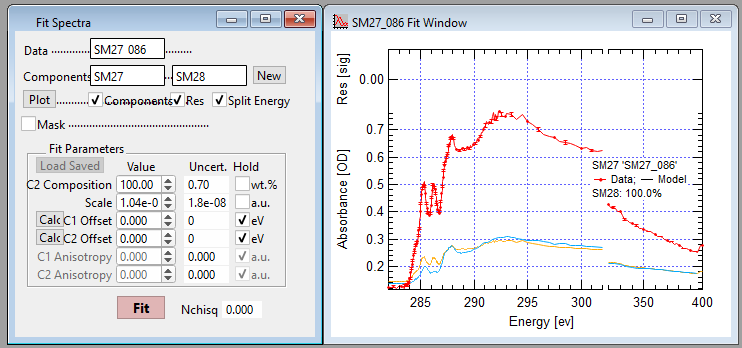 Fit Spectra
Data SM27_086
Components SM27 SM28 New
Plot Components Res Split Energy
Mask
Fit Parameters
Load Saved Value Uncert. Hold
C2 Composition 100.00 0.70 wt.%
Scale 1.04e-0 1.8e-08 a.u.
Calc C1 Offset 0.000 0 eV
Calc C2 Offset 0.000 0 eV
C1 Anisotropy 0.000 0.000 a.u.
C2 Anisotropy 0.000 0.000 a.u.
Fit Nchisq 0.000
SM27_086 Fit Window
Res [sig]
0.00
Absorbance [OD]
0.7
0.6
0.5
0.4
0.3
0.2
SM27 'SM27_086'
Data; Model
SM28: 100.0%
285 290 295 300 350 400
Energy [ev]